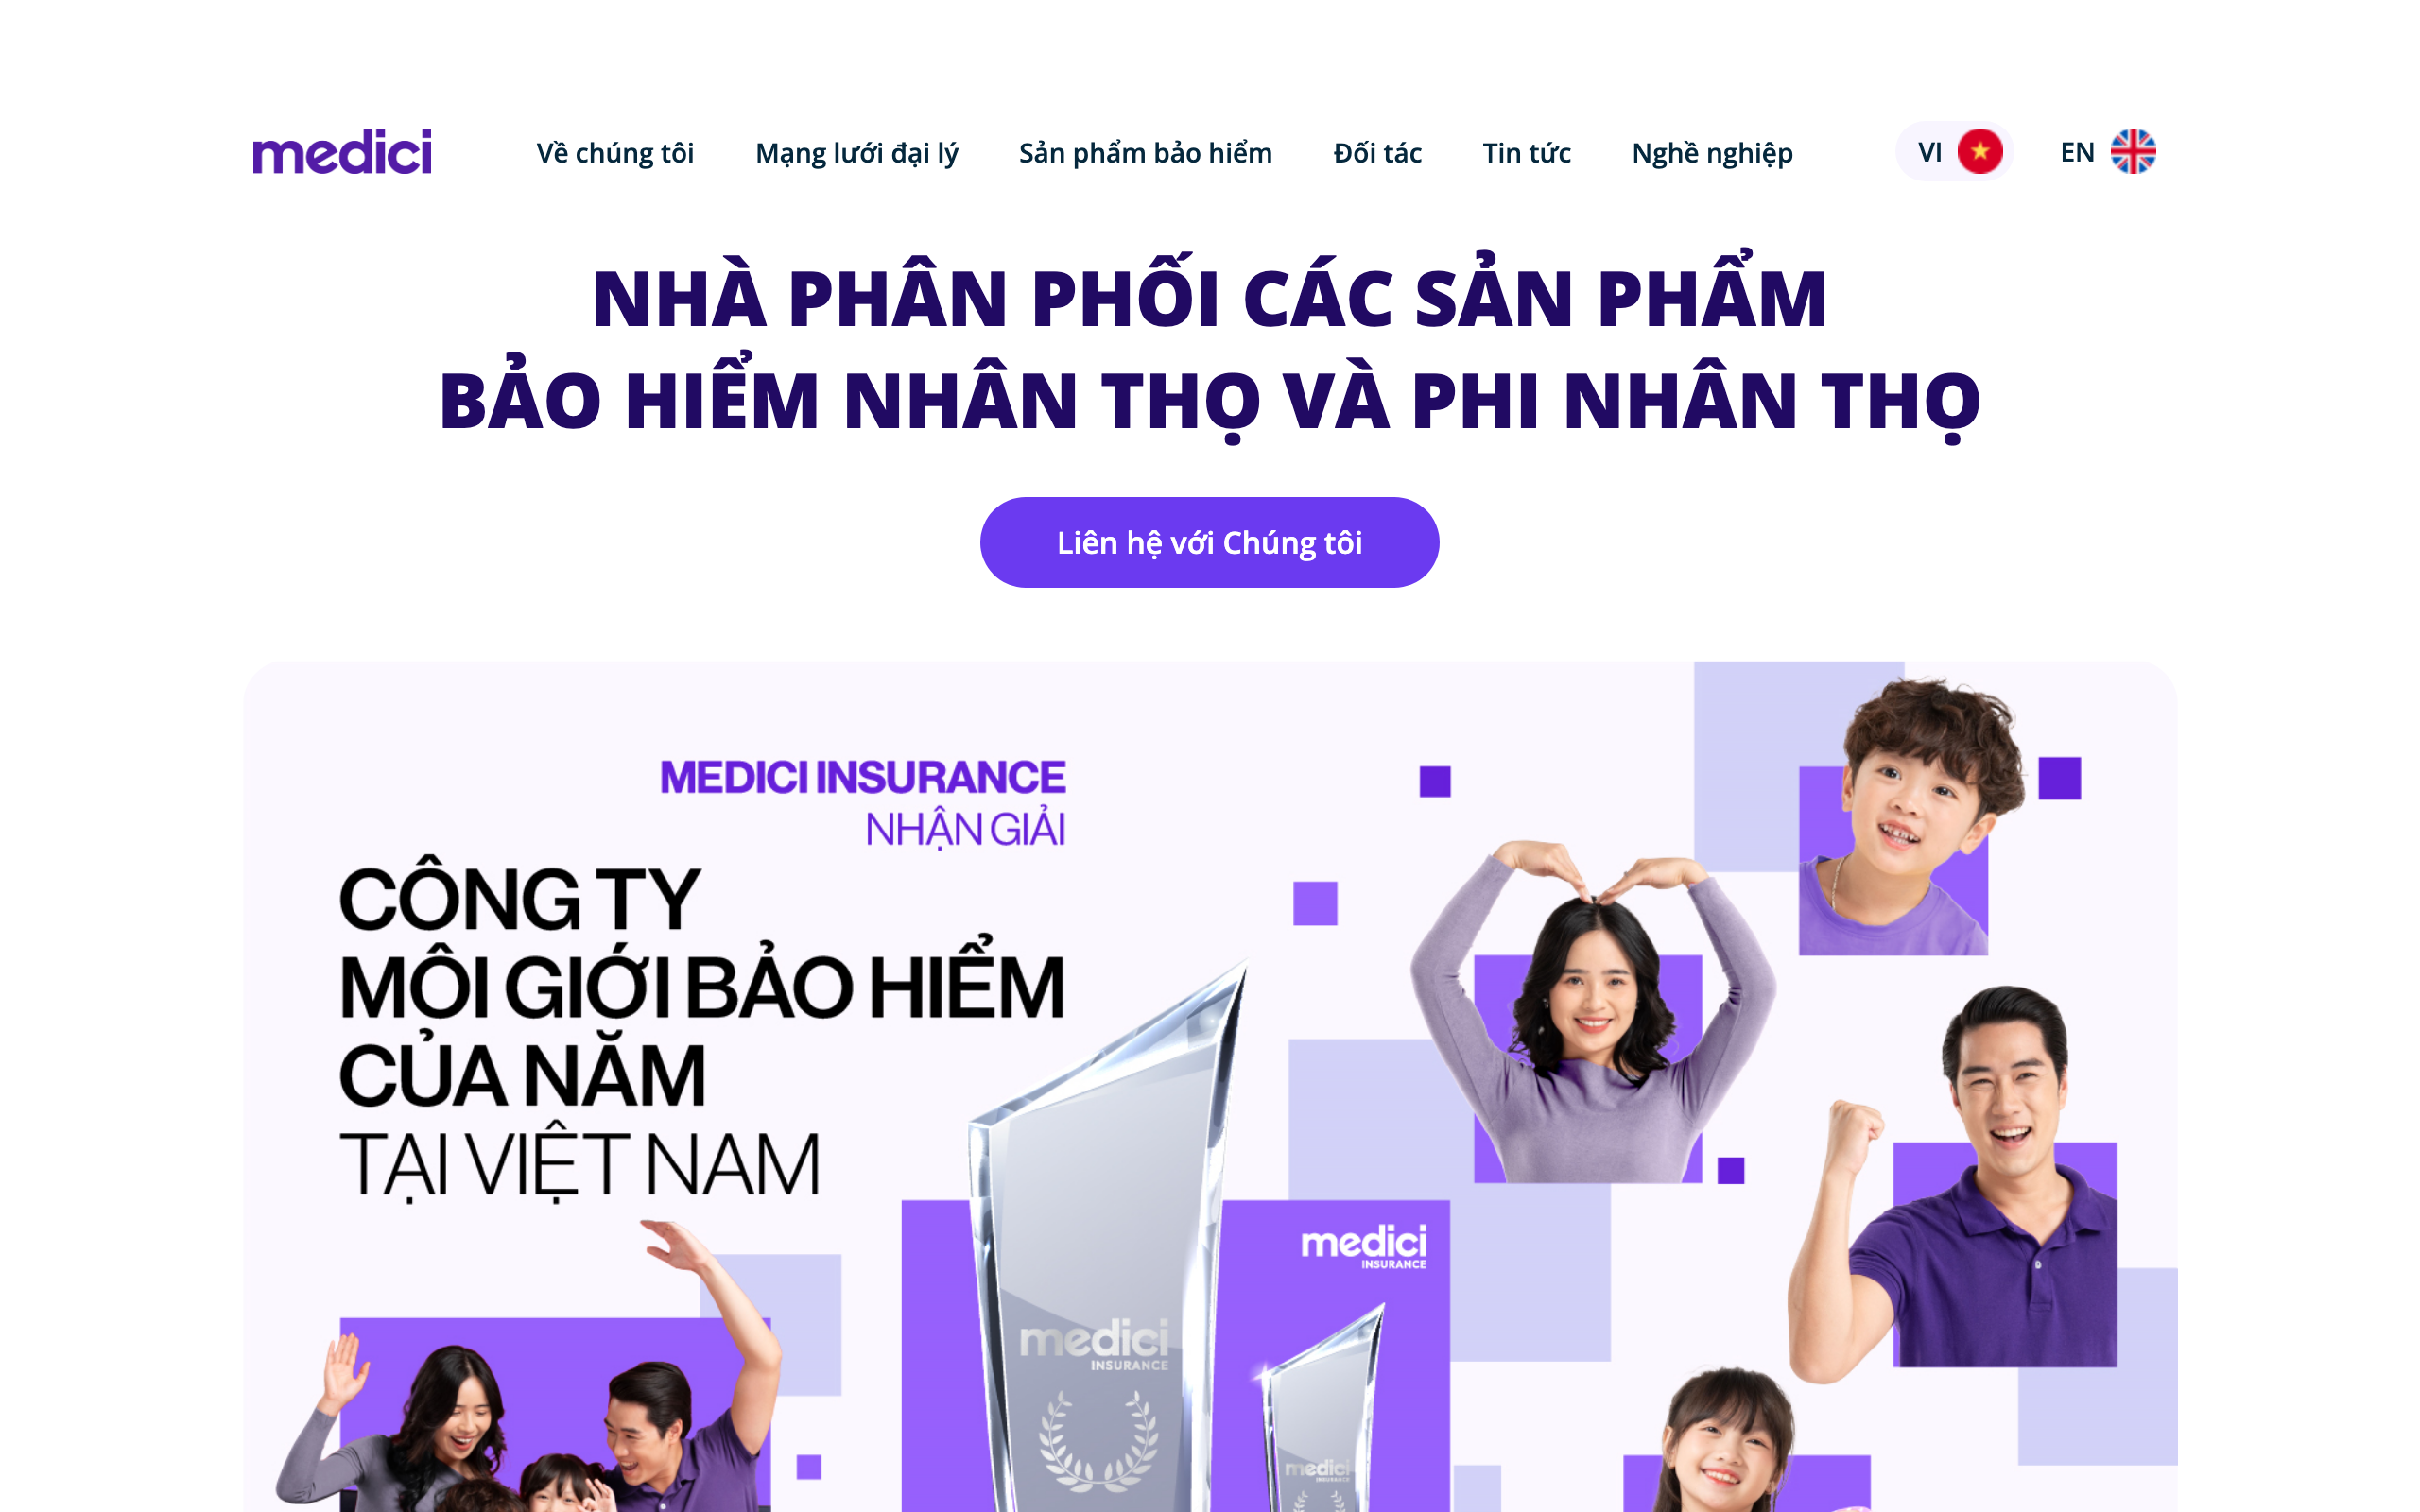 medici
Về chúng tôi
Mạng lưới đại lý
Sản phẩm bảo hiểm
Đối tác
Tin tức
Nghề nghiệp
VI
EN
NHÀ PHÂN PHỐI CÁC SẢN PHẨM
BẢO HIỂM NHÂN THỌ VÀ PHI NHÂN THỌ
Liên hệ với Chúng tôi
MEDICI INSURANCE
NHẬN GIẢI
CÔNG TY
MÔI GIỚI BẢO HIỂM
CỦA NĂM
TẠI VIỆT NAM
medici
INSURANCE
medici
INSURANCE
medici
INSURANCE